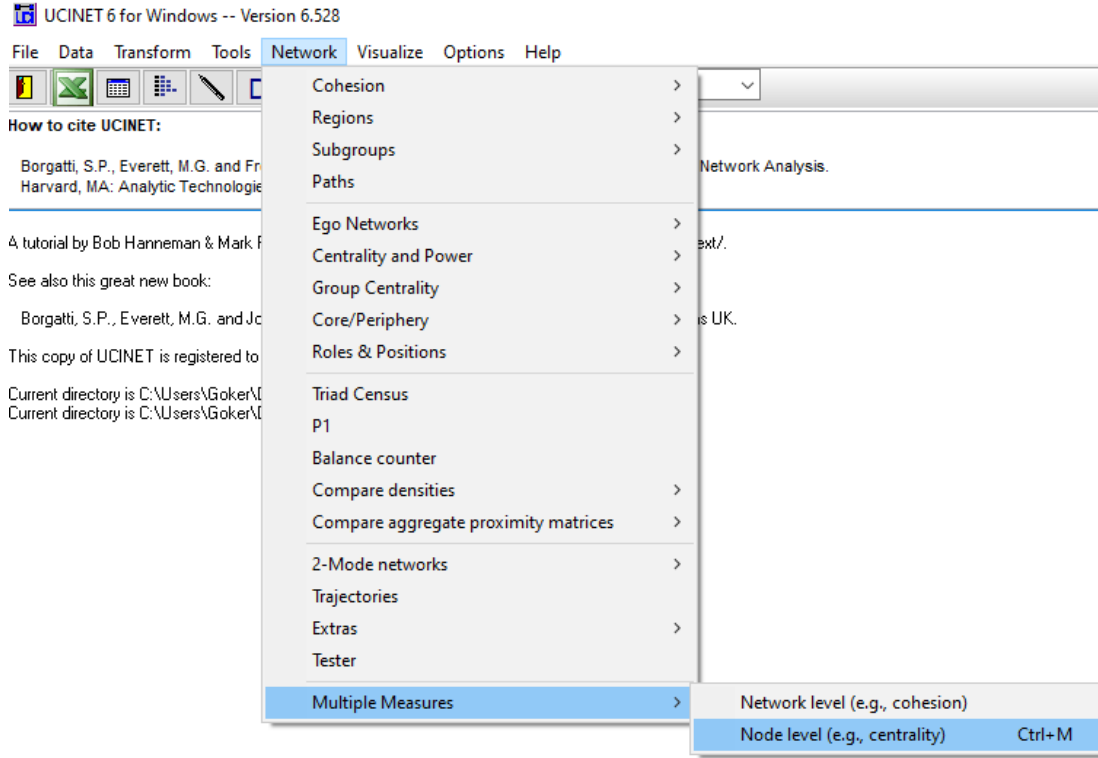 UCINET 6 for Windows -- Version 6.528
File Data Transform Tools Network Visualize Options Help
How to cite UCINET:
Borgatti, S.P., Everett, M.G. and
Network Analysis.
Harvard, MA: Analytic
A tutorial by Bob Hanneman & Mark
See also this great new book:
Borgatti, S.P., Everett, M.G. and
UK.
This copy of UCINET is registered to
Current directory is C:\Users\Goker\
Current directory is C:\Users\Goker\
Cohesion
Regions
Subgroups
Paths
Ego Networks
Centrality and Power
Group Centrality
Core/Periphery
Roles & Positions
Triad Census
P1
Balance counter
Compare densities
Compare aggregate proximity matrices
2-Mode networks
Trajectories
Extras
Tester
Multiple Measures
Network level (e.g., cohesion)
Node level (e.g., centrality) Ctrl+M